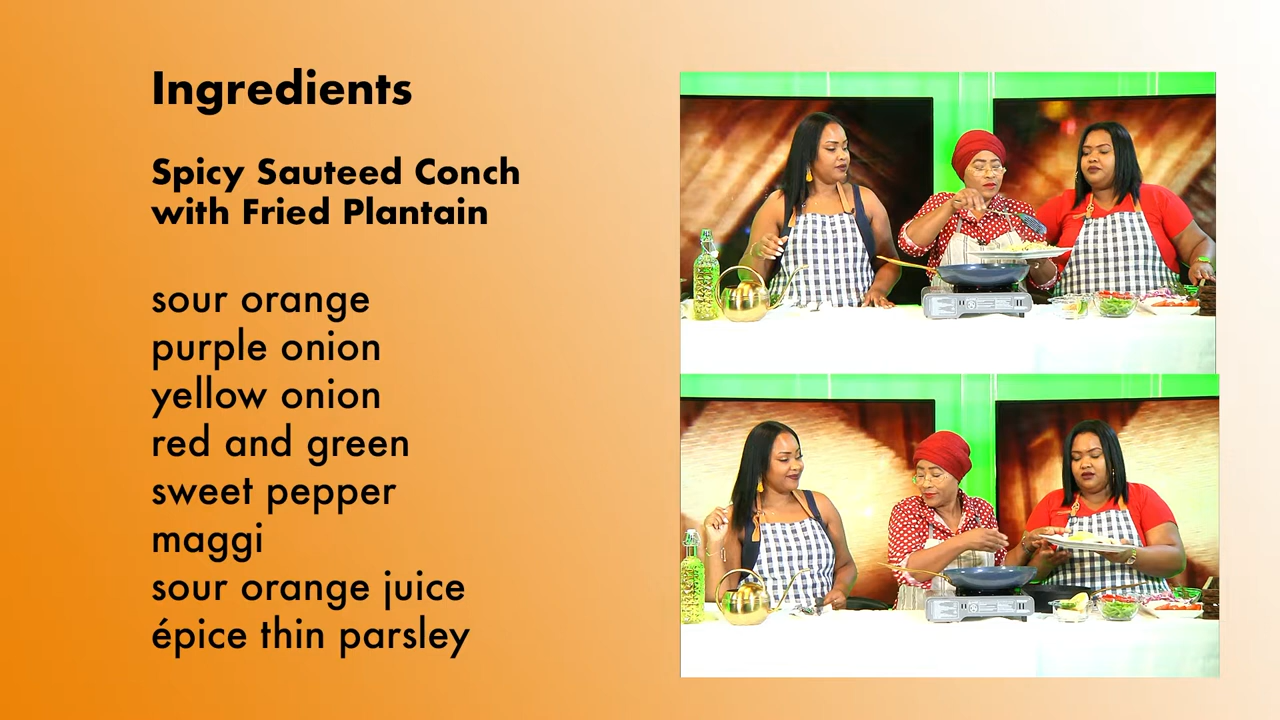 Ingredients
Spicy Sauteed Conch
with Fried Plantain
sour orange
purple onion
yellow onion
red and green
sweet pepper
maggi
sour orange juice
épice thin parsley